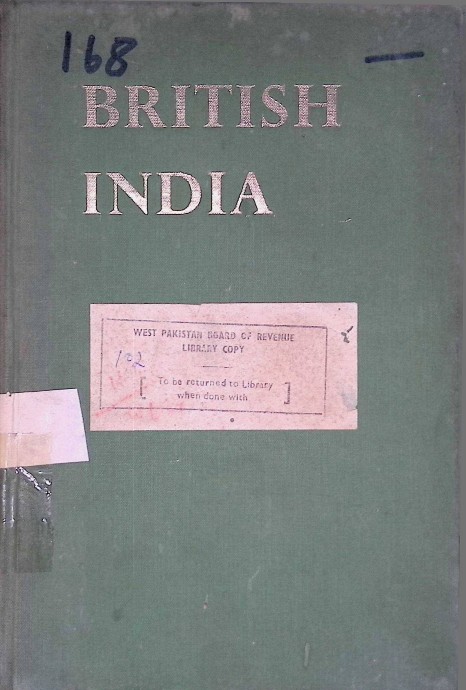 168
BRITISH
INDIA
WEST PAKISTAN BOARD OF REVENUE
LIBRARY COPY
102
[ To be returned to Library
when done with ]